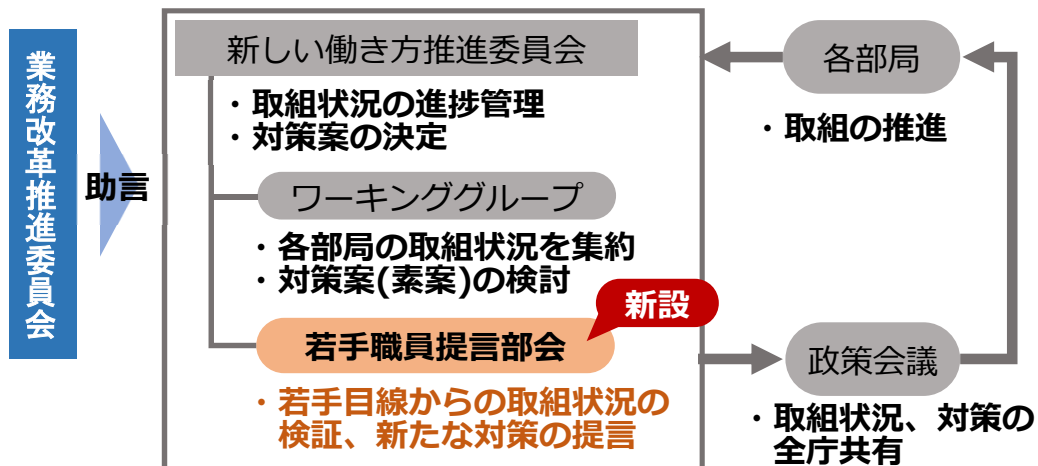 業務改革推進委員会
助言
新しい働き方推進委員会
・取組状況の進捗管理
・対策案の決定
ワーキンググループ
・各部局の取組状況を集約
・対策案(素案)の検討
新設
若手職員提言部会
・若手目線からの取組状況の
検証、新たな対策の提言
各部局
・取組の推進
政策会議
・取組状況、対策の
全庁共有